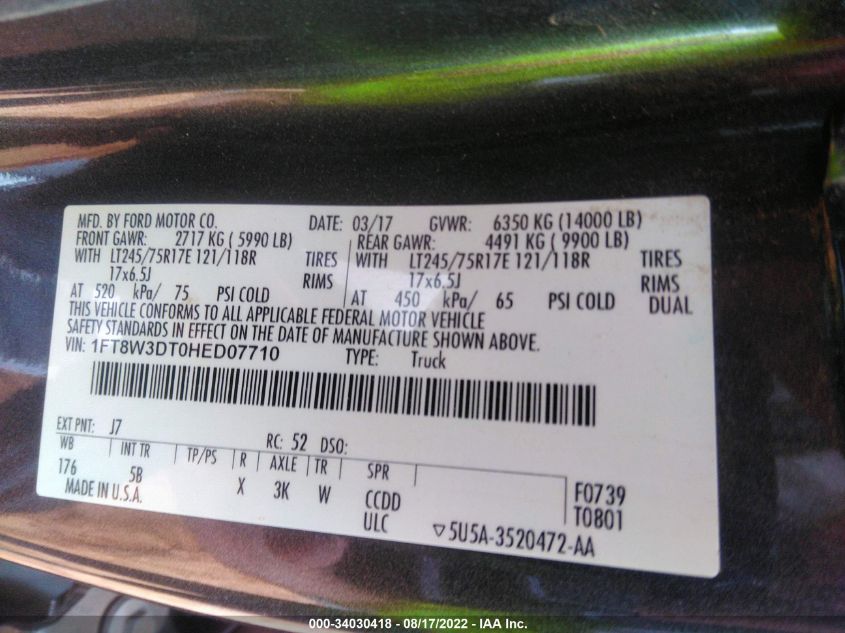 MFD. BY FORD MOTOR CO. DATE: 03/17 GVWR: 6350 KG (14000 LB)
FRONT GAWR: 2717 KG ( 5990 LB) REAR GAWR: 4491 KG ( 9900 LB)
WITH LT245/75R17E 121/118R TIRES WITH LT245/75R17E 121/118R TIRES
17x6.5J RIMS 17x6.5J RIMS
AT 520 kPa/ 75 PSI COLD AT 450 kPa/ 65 PSI COLD DUAL
THIS VEHICLE CONFORMS TO ALL APPLICABLE FEDERAL MOTOR VEHICLE
SAFETY STANDARDS IN EFFECT ON THE DATE OF MANUFACTURE SHOWN ABOVE.
VIN: 1FT8W3DT0HED07710 TYPE: Truck
EXT PNT: J7 RC: 52 DSO:
WB INT TR TP/PS R AXLE TR SPR
176 5B X 3K W CCDD F0739
MADE IN U.S.A. ULC T0801
▽5U5A-3520472-AA
000-34030418 - 08/17/2022 - IAA Inc.